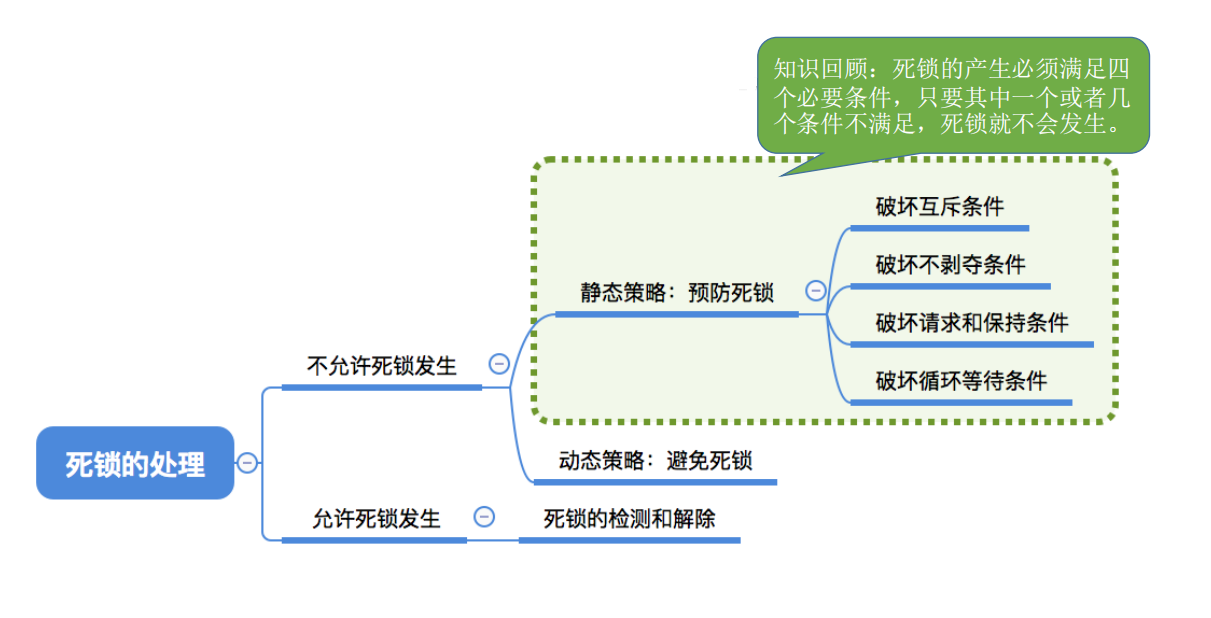 知识回顾：死锁的产生必须满足四
个必要条件，只要其中一个或者几
个条件不满足，死锁就不会发生。
破坏互斥条件
破坏不剥夺条件
静态策略：预防死锁
破坏请求和保持条件
不允许死锁发生
破坏循环等待条件
死锁的处理
动态策略：避免死锁
允许死锁发生
死锁的检测和解除